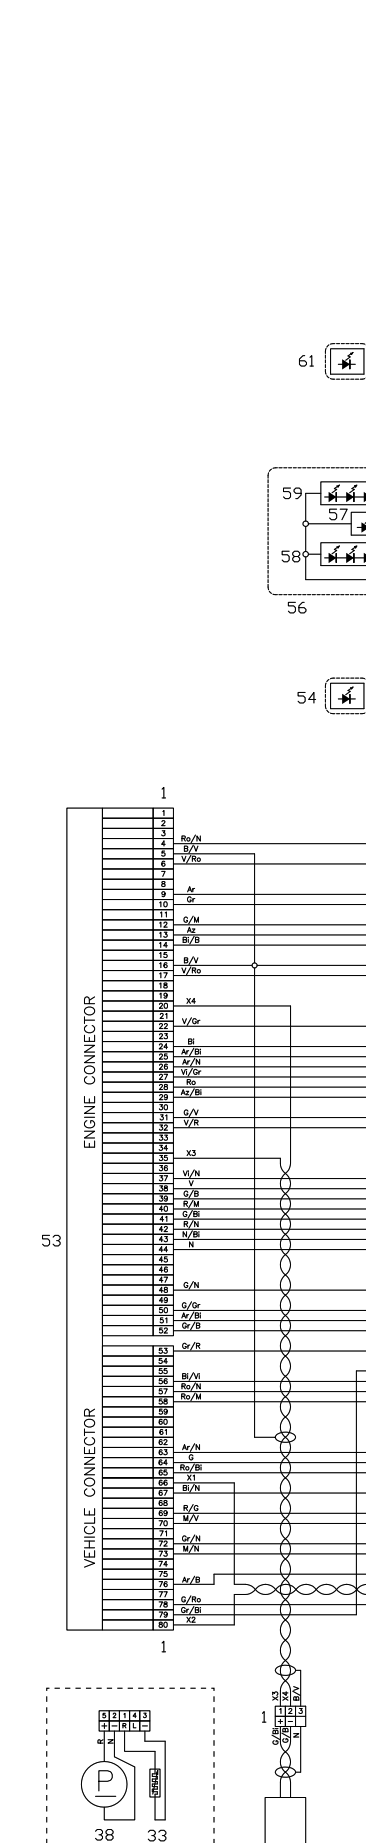 61
59
57
58
56
54
1
1
2
3
4 Ro/N
5 B/V
6 V/Ro
7
8
9 Ar
10 Gr
11
12 G/M
13 Az
14 Bi/B
15
16 B/V
17 V/Ro
18
19
20 X4
21
22 V/Gr
23
24 Bi
25 Ar/Bi
26 Ar/N
27 Vi/Gr
28 Ro
29 Az/Bi
30
31 G/V
32 V/R
33
34
35 X3
36
37 Vi/N
38 V
39 G/B
40 R/M
41 G/Bi
42 R/N
43 N/Bi
44 N
45
46
47
48 G/N
49
50 G/Gr
51 Ar/Bi
52 Gr/B
ENGINE CONNECTOR
53
53 Gr/R
54
55
56 Bi/Vi
57 Ro/N
58 Ro/M
59
60
61
62
63 Ar/N
64 G
65 Ro/Bi
66 X1
67 Bi/N
68
69 R/G
70 M/V
71
72 Gr/N
73 M/N
74
75
76 Ar/B
77
78 G/Ro
79 Gr/Bi
80 X2
VEHICLE CONNECTOR
1
X3 X4 B/V
1 1 2 3
+ −
G/Bi G/B N
5 2 1 4 3
+ − R L −
R N
P
38 33